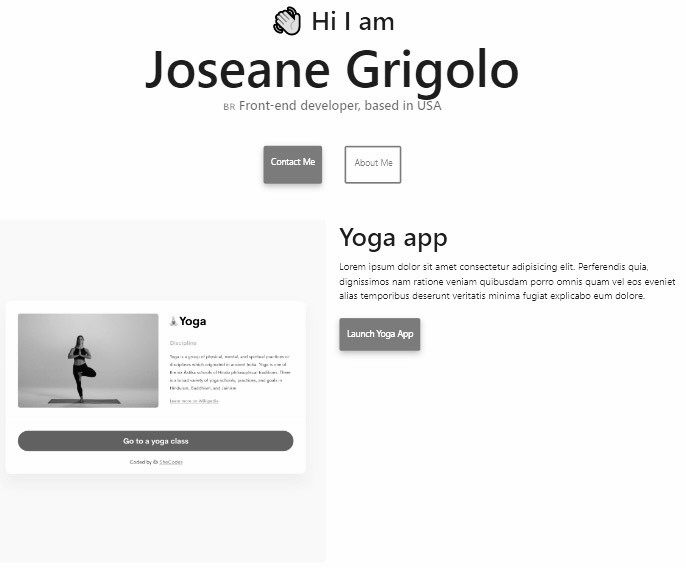 Hi I am
Joseane Grigolo
BR Front-end developer, based in USA
Contact Me
About Me
Yoga app
Lorem ipsum dolor sit amet consectetur adipisicing elit. Perferendis quia,
dignissimos nam ratione veniam quibusdam porro omnis quam vel eos eveniet
alias temporibus deserunt veritatis minima fugiat explicabo eum dolore.
Launch Yoga App
Yoga
Discipline
Yoga is a group of physical, mental, and spiritual practices or
disciplines which originated in ancient India. Yoga is one of
the six Āstika schools of Hindu philosophical traditions. There
is a broad variety of yoga schools, practices, and goals in
Hinduism, Buddhism, and Jainism.
Learn more on Wikipedia
Go to a yoga class
Coded by
SheCodes